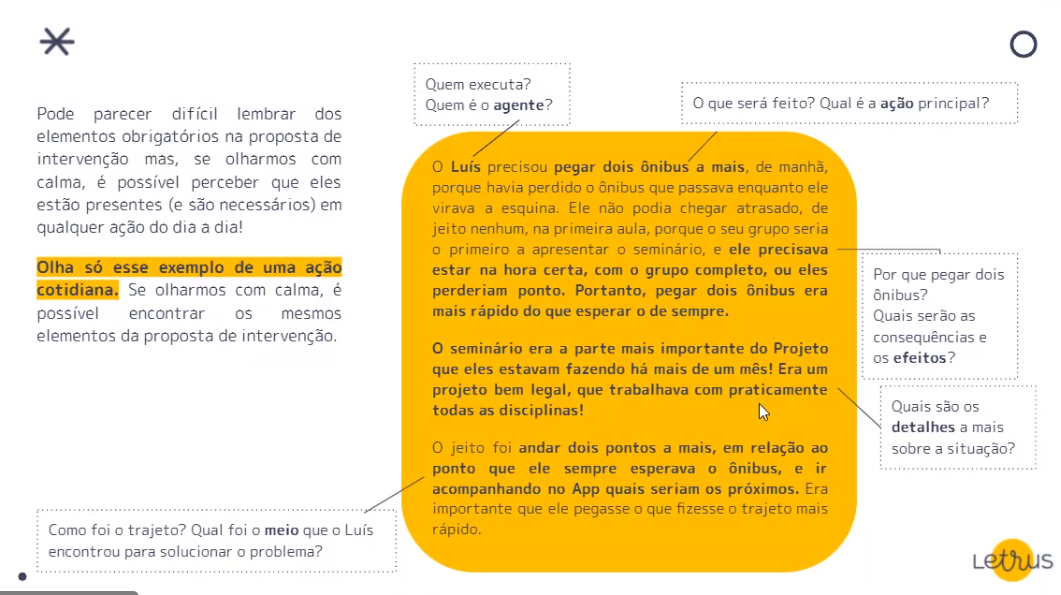 Pode parecer difícil lembrar dos
elementos obrigatórios na proposta de
intervenção mas, se olharmos com
calma, é possível perceber que eles
estão presentes (e são necessários) em
qualquer ação do dia a dia!
Olha só esse exemplo de uma ação
cotidiana. Se olharmos com calma, é
possível encontrar os mesmos
elementos da proposta de intervenção.
Quem executa?
Quem é o agente?
O que será feito? Qual é a ação principal?
O Luís precisou pegar dois ônibus a mais, de manhã,
porque havia perdido o ônibus que passava enquanto ele
virava a esquina. Ele não podia chegar atrasado, de
jeito nenhum, na primeira aula, porque o seu grupo seria
o primeiro a apresentar o seminário, e ele precisava
estar na hora certa, com o grupo completo, ou eles
perderiam ponto. Portanto, pegar dois ônibus era
mais rápido do que esperar o de sempre.
O seminário era a parte mais importante do Projeto
que eles estavam fazendo há mais de um mês! Era um
projeto bem legal, que trabalhava com praticamente
todas as disciplinas!
O jeito foi andar dois pontos a mais, em relação ao
ponto que ele sempre esperava o ônibus, e ir
acompanhando no App quais seriam os próximos. Era
importante que ele pegasse o que fizesse o trajeto mais
rápido.
Por que pegar dois
ônibus?
Quais serão as
consequências e
os efeitos?
Quais são os
detalhes a mais
sobre a situação?
Como foi o trajeto? Qual foi o meio que o Luís
encontrou para solucionar o problema?
Letrus